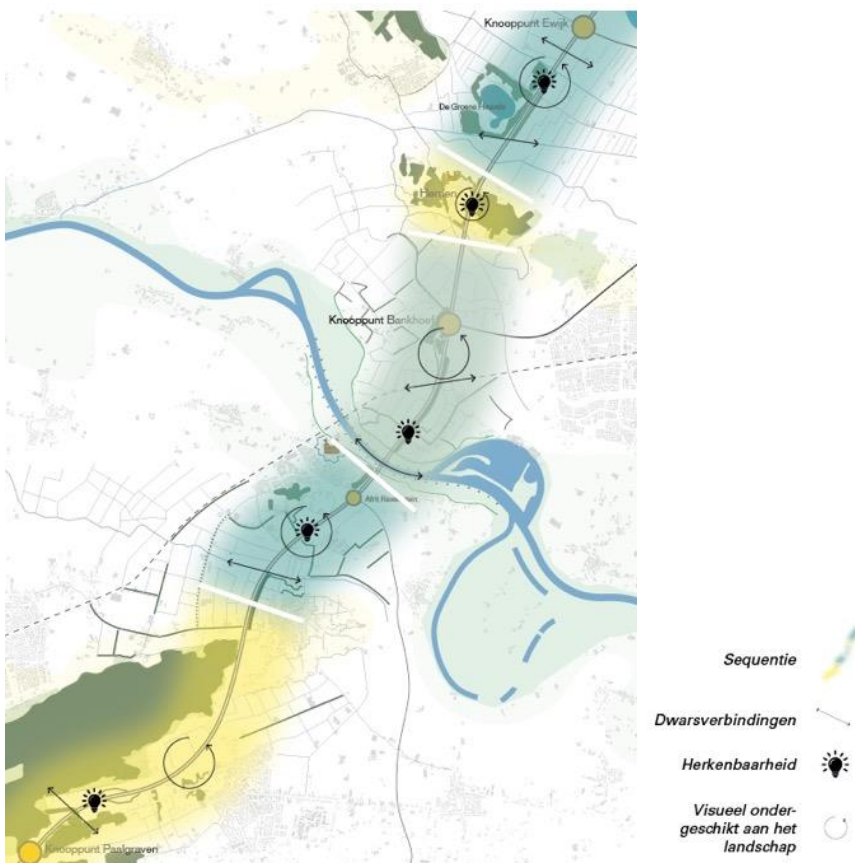 Knooppunt Ewijk
De Groene Heuvels
Hernen
Knooppunt Bankhoef
Afrit Ravenstein
Knooppunt Paalgraven
Sequentie
Dwarsverbindingen
Herkenbaarheid
Visueel onder-
geschikt aan het
landschap